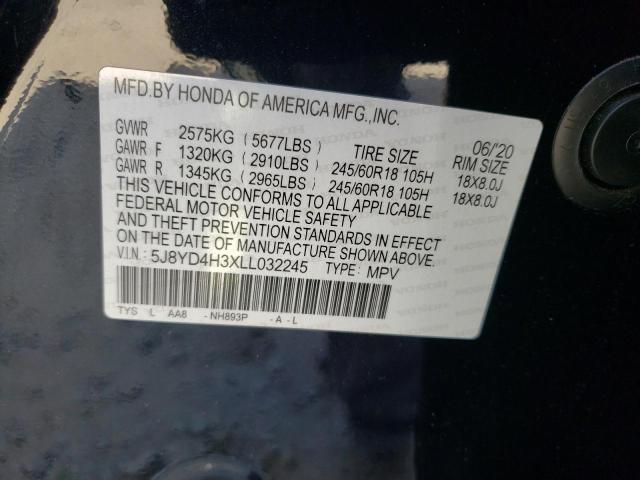 MFD.BY HONDA OF AMERICA MFG.,INC.
06/'20
GVWR 2575KG (5677LBS) TIRE SIZE RIM SIZE
GAWR F 1320KG (2910LBS) 245/60R18 105H 18X8.0J
GAWR R 1345KG (2965LBS) 245/60R18 105H 18X8.0J
THIS VEHICLE CONFORMS TO ALL APPLICABLE
FEDERAL MOTOR VEHICLE SAFETY
AND THEFT PREVENTION STANDARDS IN EFFECT
ON THE DATE OF MANUFACTURE SHOWN ABOVE.
V.I.N.: 5J8YD4H3XLL032245 TYPE: MPV
TYS L AA8 -NH893P -A-L